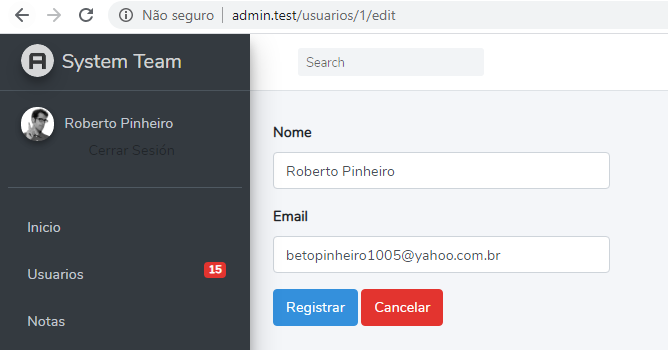 Não seguro | admin.test/usuarios/1/edit
System Team
Search
Roberto Pinheiro
Cerrar Sesión
Inicio
Usuarios 15
Notas
Nome
Roberto Pinheiro
Email
betopinheiro1005@yahoo.com.br
Registrar Cancelar